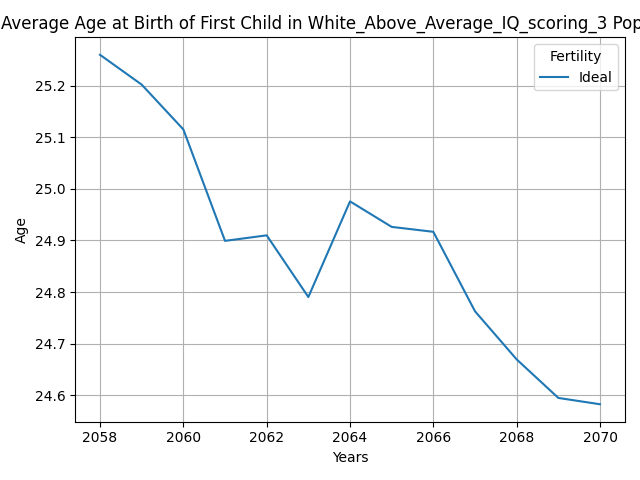 Average Age at Birth of First Child in White_Above_Average_IQ_scoring_3 Pop
Fertility
Ideal
25.2
25.1
25.0
24.9
24.8
24.7
24.6
Age
2058 2060 2062 2064 2066 2068 2070
Years